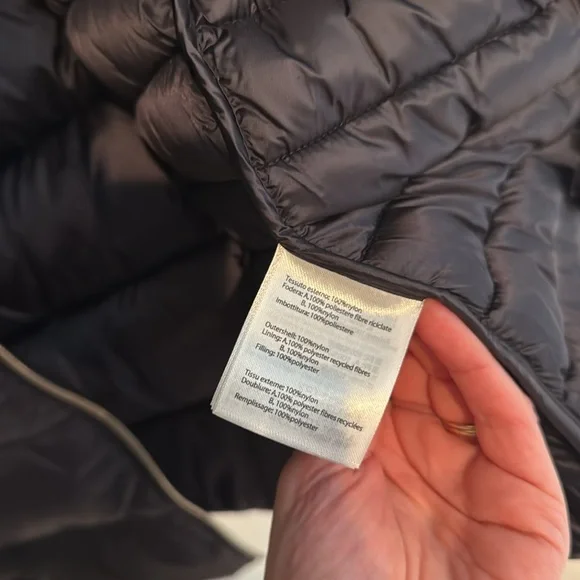 Tessuto esterno: 100%nylon
Fodera: A.100% poliestere fibre riciclate
B. 100%nylon
imbottitura: 100%poliestere
Outershell: 100%nylon
Lining: A.100% polyester recycled fibres
B. 100%nylon
Filling: 100%polyester
Tissu externe: 100%nylon
Doublure: A.100% polyester fibres recyclées
B. 100%nylon
Remplissage: 100%polyester